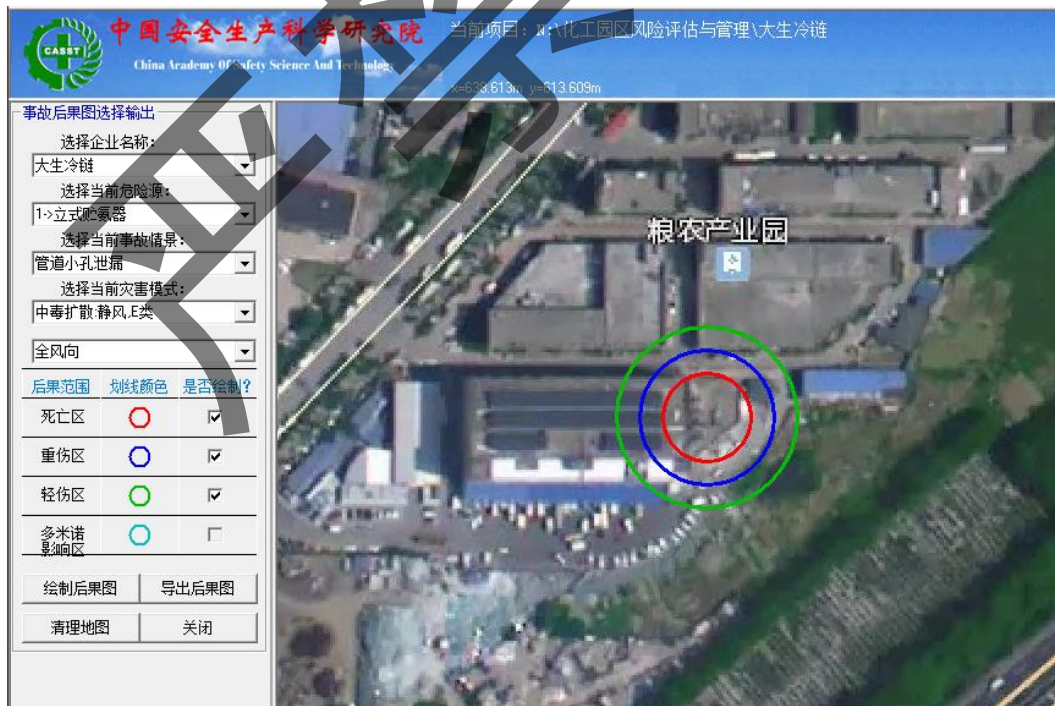 中国安全生产科学研究院
China Academy Of Safety Science And Technology
CASST
当前项目：N:\化工园区风险评估与管理\大生冷链
x=638.613m y=613.609m
事故后果图选择输出
选择企业名称：
大生冷链
选择当前危险源：
1->立式贮氨器
选择当前事故情景：
管道小孔泄漏
选择当前灾害模式：
中毒扩散:静风,E类
全风向
后果范围 划线颜色 是否绘制?
死亡区
重伤区
轻伤区
多米诺
影响区
绘制后果图 导出后果图
清理地图 关闭
粮农产业园